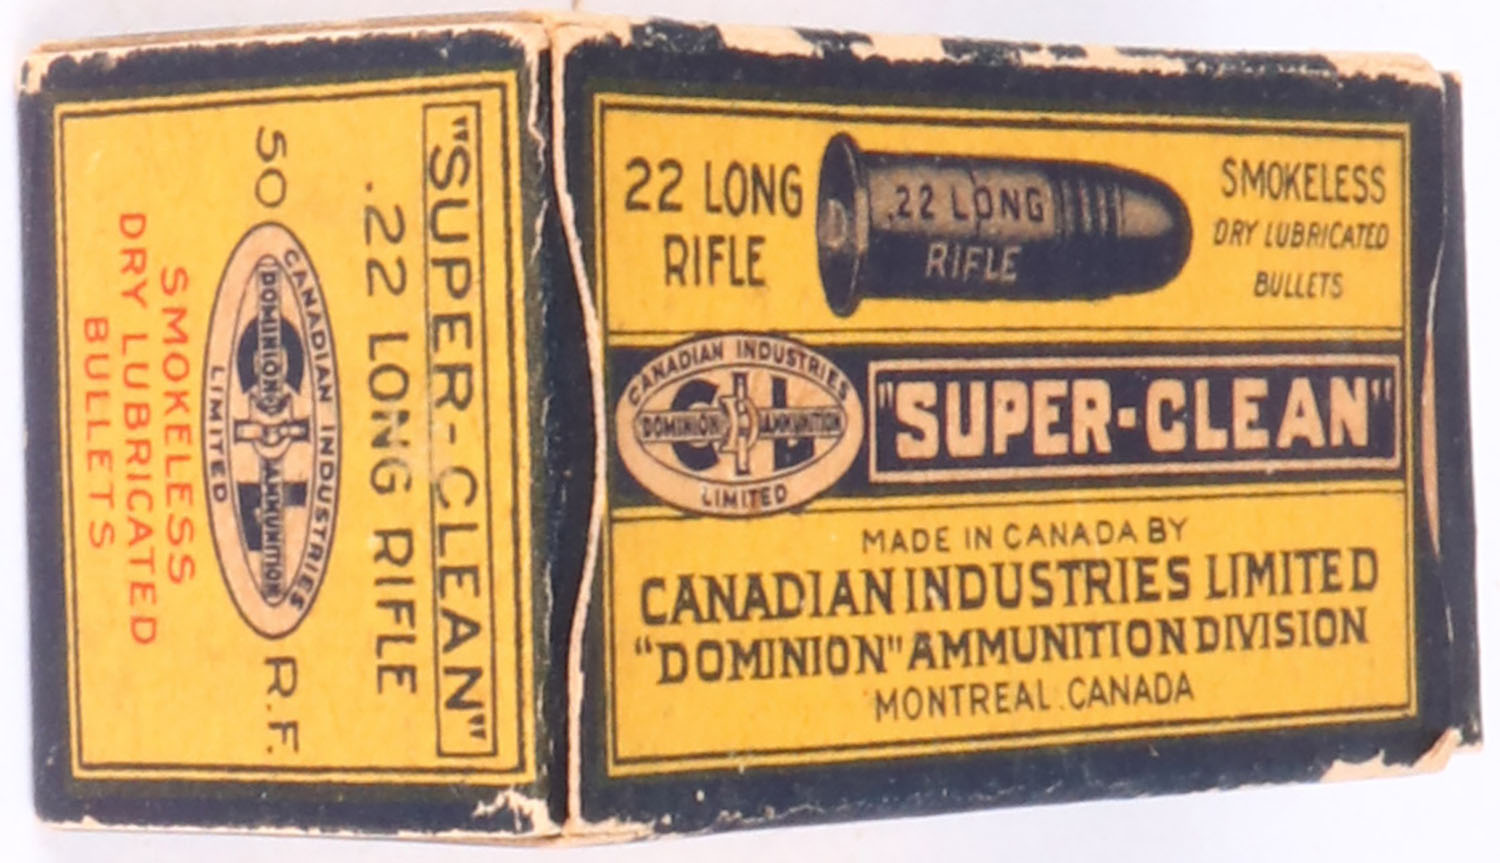 "SUPER-CLEAN"
.22 LONG RIFLE
50 R.F.
CANADIAN INDUSTRIES
CIL
DOMINION AMMUNITION
LIMITED
SMOKELESS
DRY LUBRICATED
BULLETS
22 LONG
RIFLE
.22 LONG
RIFLE
SMOKELESS
DRY LUBRICATED
BULLETS
CANADIAN INDUSTRIES
CIL
DOMINION AMMUNITION
LIMITED
"SUPER-CLEAN"
MADE IN CANADA BY
CANADIAN INDUSTRIES LIMITED
"DOMINION" AMMUNITION DIVISION
MONTREAL CANADA